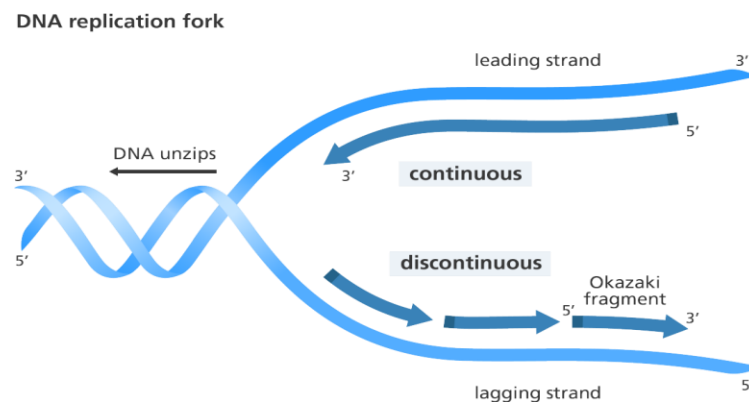 DNA replication fork
leading strand
3’
5’
DNA unzips
3’
continuous
3’
5’
discontinuous
Okazaki
fragment
5’
3’
lagging strand
5’